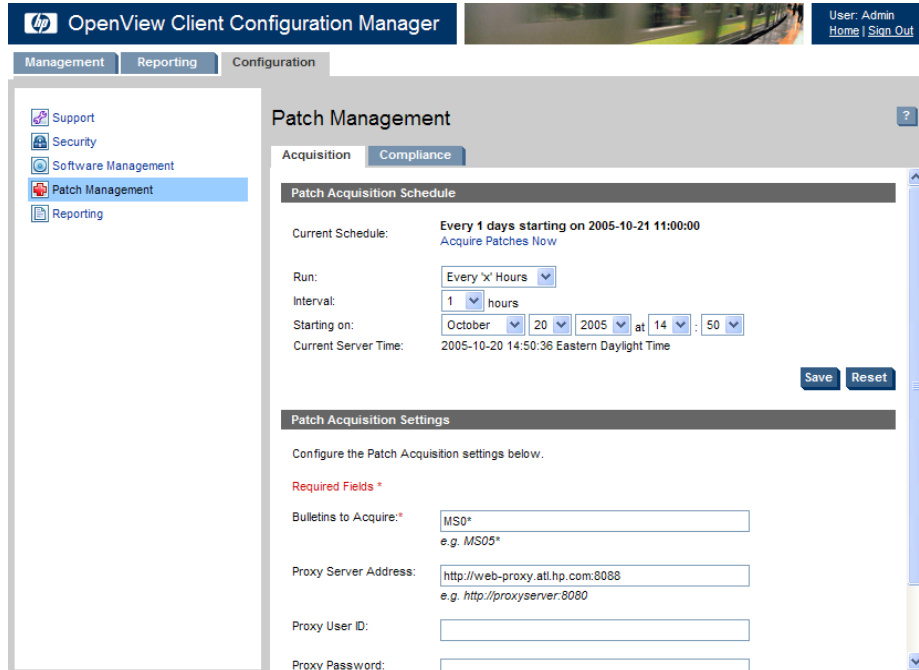 hp OpenView Client Configuration Manager
User: Admin
Home | Sign Out
Management Reporting Configuration
Support
Security
Software Management
Patch Management
Reporting
Patch Management ?
Acquisition Compliance
Patch Acquisition Schedule
Current Schedule: Every 1 days starting on 2005-10-21 11:00:00
Acquire Patches Now
Run: Every 'x' Hours
Interval: 1 hours
Starting on: October 20 2005 at 14 : 50
Current Server Time: 2005-10-20 14:50:36 Eastern Daylight Time
Save Reset
Patch Acquisition Settings
Configure the Patch Acquisition settings below.
Required Fields *
Bulletins to Acquire:* MS0*
e.g. MS05*
Proxy Server Address: http://web-proxy.atl.hp.com:8088
e.g. http://proxyserver:8080
Proxy User ID:
Proxy Password: